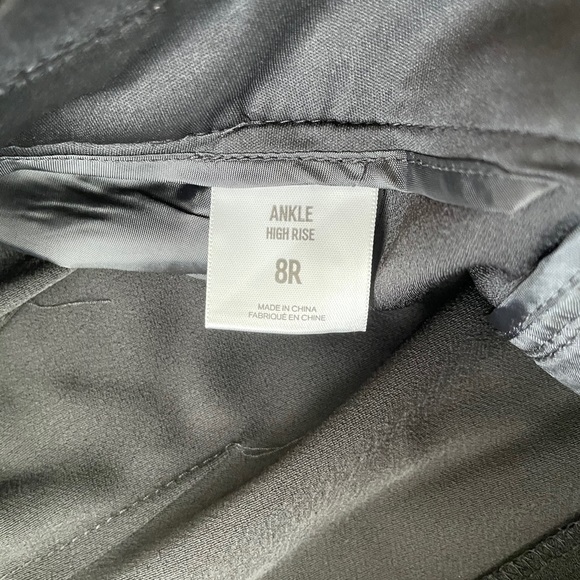 ANKLE
HIGH RISE
8R
MADE IN CHINA
FABRIQUÉ EN CHINE